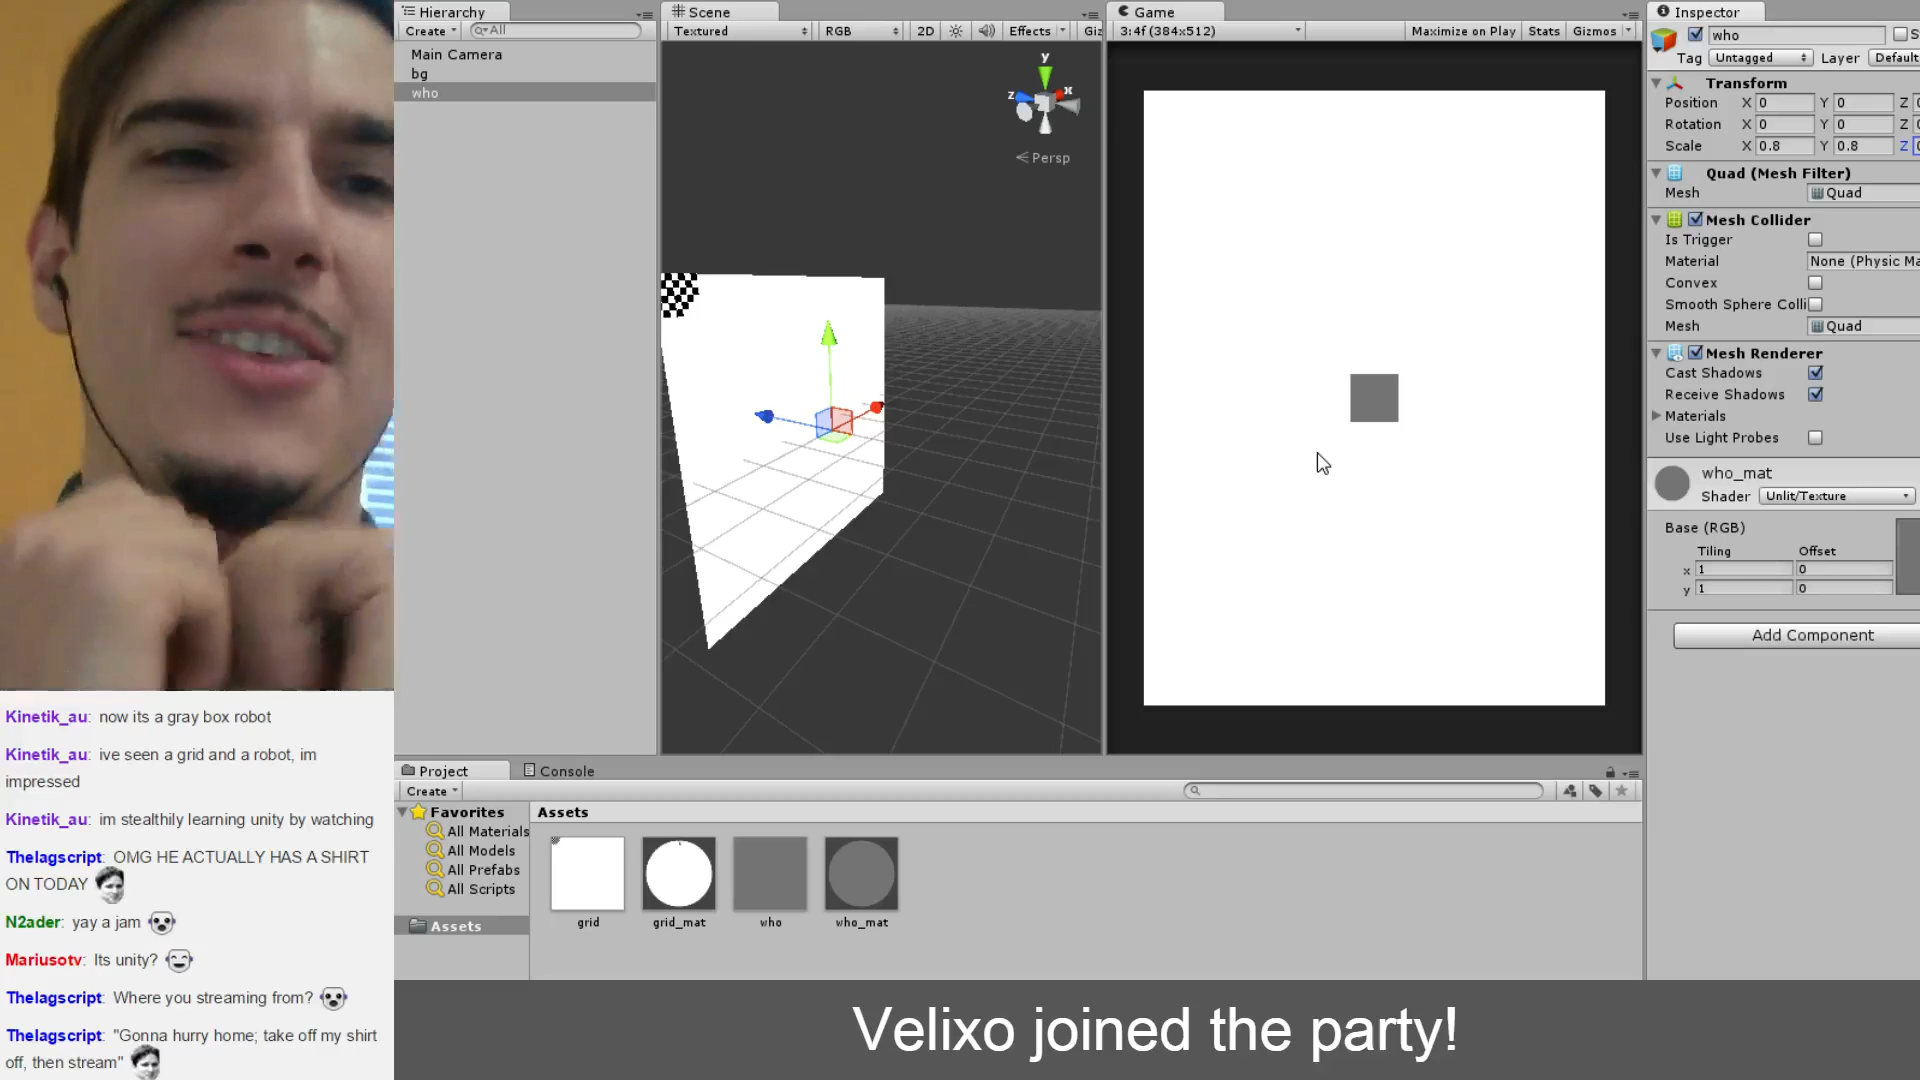 Hierarchy
Create
All
Main Camera
bg
who
Scene
Textured
RGB
2D
Effects
Giz
y
x
z
Persp
Game
3:4f (384x512)
Maximize on Play
Stats
Gizmos
Inspector
who
S
Tag
Untagged
Layer
Default
Transform
Position X 0 Y 0 Z
Rotation X 0 Y 0 Z
Scale X 0.8 Y 0.8 Z
Quad (Mesh Filter)
Mesh Quad
Mesh Collider
Is Trigger
Material None (Physic Ma
Convex
Smooth Sphere Colli
Mesh Quad
Mesh Renderer
Cast Shadows
Receive Shadows
Materials
Use Light Probes
who_mat
Shader Unlit/Texture
Base (RGB)
Tiling Offset
x 1 0
y 1 0
Add Component
Project
Console
Create
Favorites
All Materials
All Models
All Prefabs
All Scripts
Assets
Assets
grid
grid_mat
who
who_mat
Kinetik_au: now its a gray box robot
Kinetik_au: ive seen a grid and a robot, im
impressed
Kinetik_au: im stealthily learning unity by watching
Thelagscript: OMG HE ACTUALLY HAS A SHIRT
ON TODAY
N2ader: yay a jam
Mariusotv: Its unity?
Thelagscript: Where you streaming from?
Thelagscript: "Gonna hurry home; take off my shirt
off, then stream"
Velixo joined the party!